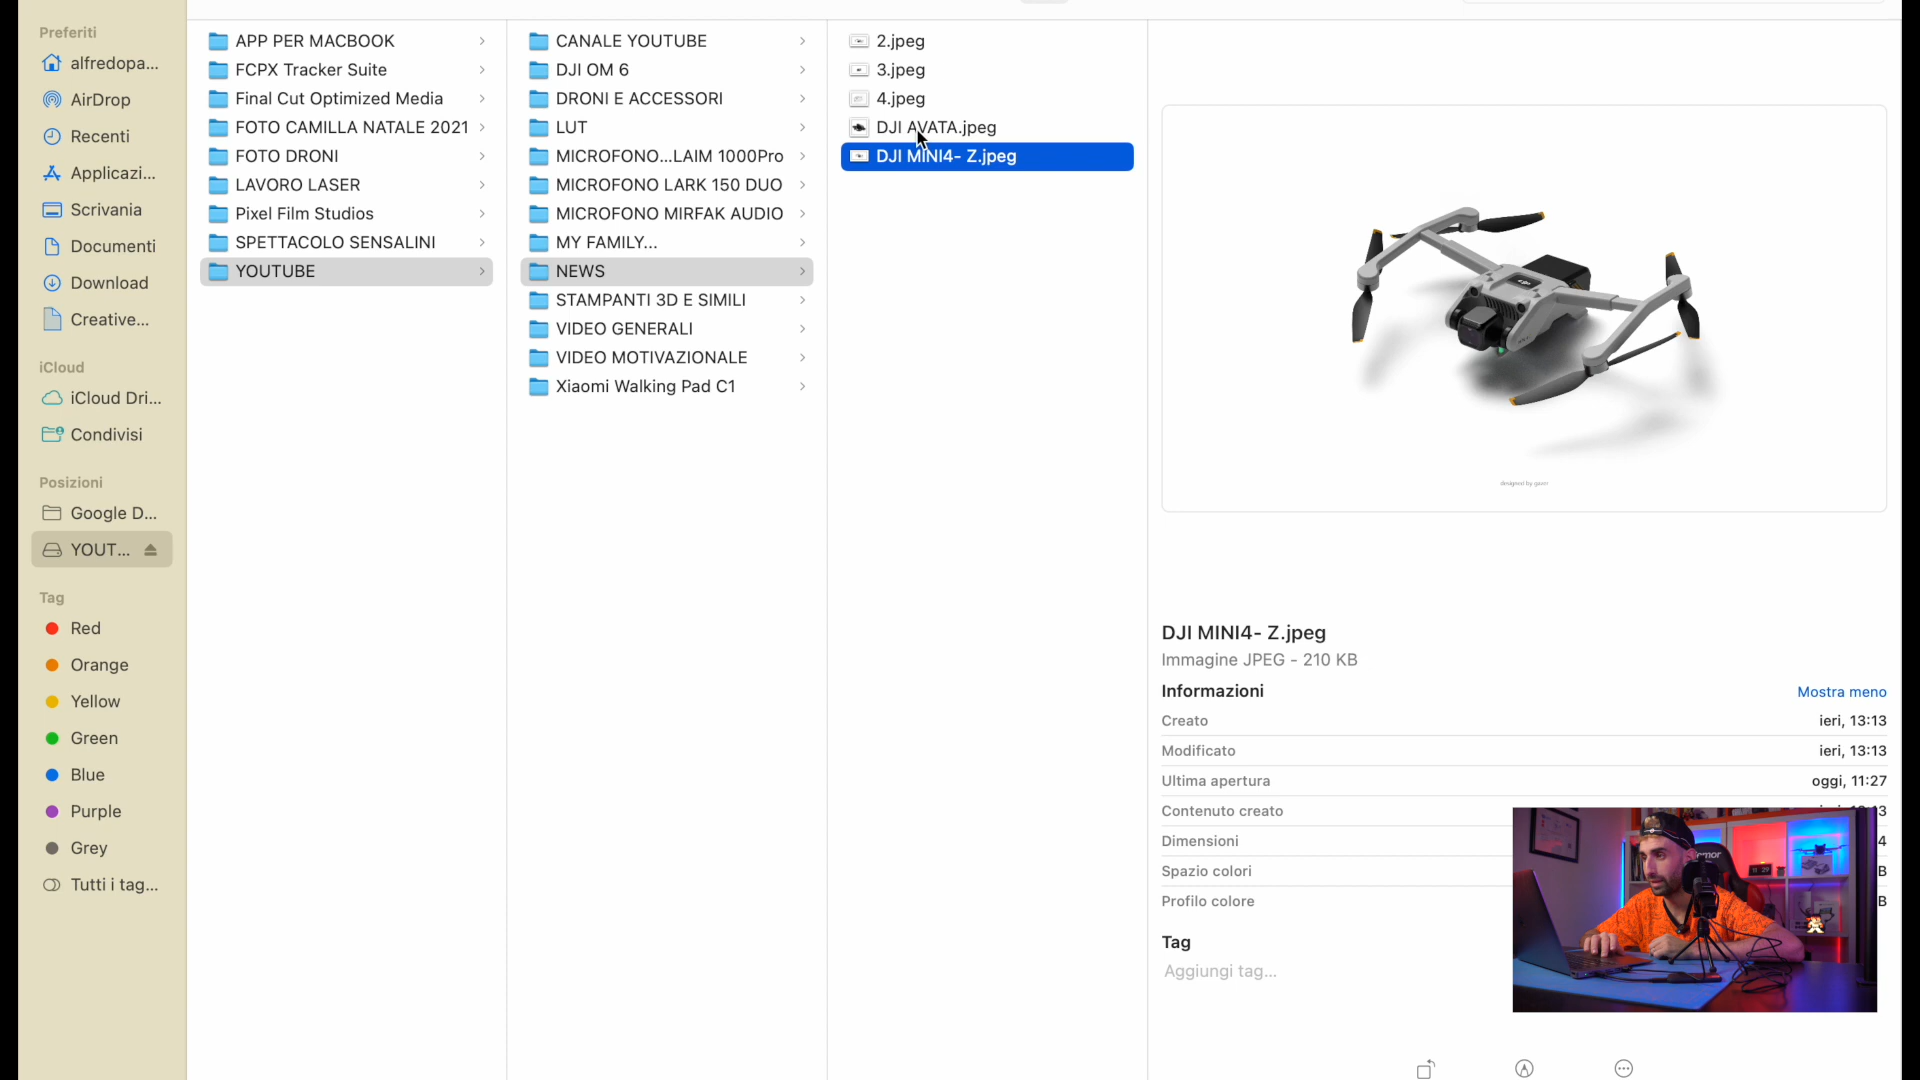 Preferiti
alfredopa...
AirDrop
Recenti
Applicazi...
Scrivania
Documenti
Download
Creative...
iCloud
iCloud Dri...
Condivisi
Posizioni
Google D...
YOUT...
Tag
Red
Orange
Yellow
Green
Blue
Purple
Grey
Tutti i tag...
APP PER MACBOOK
FCPX Tracker Suite
Final Cut Optimized Media
FOTO CAMILLA NATALE 2021
FOTO DRONI
LAVORO LASER
Pixel Film Studios
SPETTACOLO SENSALINI
YOUTUBE
CANALE YOUTUBE
DJI OM 6
DRONI E ACCESSORI
LUT
MICROFONO...LAIM 1000Pro
MICROFONO LARK 150 DUO
MICROFONO MIRFAK AUDIO
MY FAMILY...
NEWS
STAMPANTI 3D E SIMILI
VIDEO GENERALI
VIDEO MOTIVAZIONALE
Xiaomi Walking Pad C1
2.jpeg
3.jpeg
4.jpeg
DJI AVATA.jpeg
DJI MINI4- Z.jpeg
DJI MINI4- Z.jpeg
Immagine JPEG - 210 KB
Informazioni
Mostra meno
Creato
ieri, 13:13
Modificato
ieri, 13:13
Ultima apertura
oggi, 11:27
Contenuto creato
Dimensioni
4
Spazio colori
B
Profilo colore
B
Tag
Aggiungi tag...